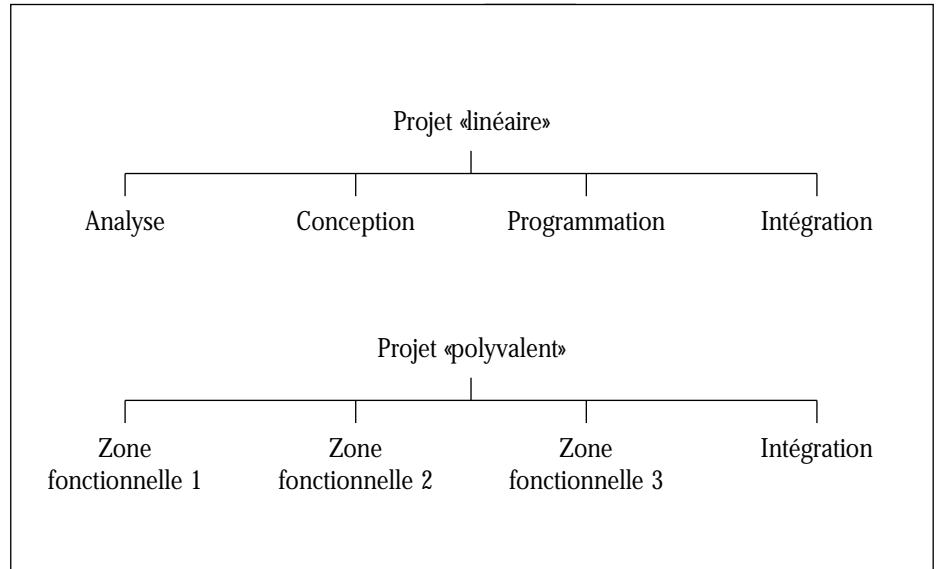 Projet «linéaire»
Analyse Conception Programmation Intégration
Projet «polyvalent»
Zone fonctionnelle 1
Zone fonctionnelle 2
Zone fonctionnelle 3
Intégration